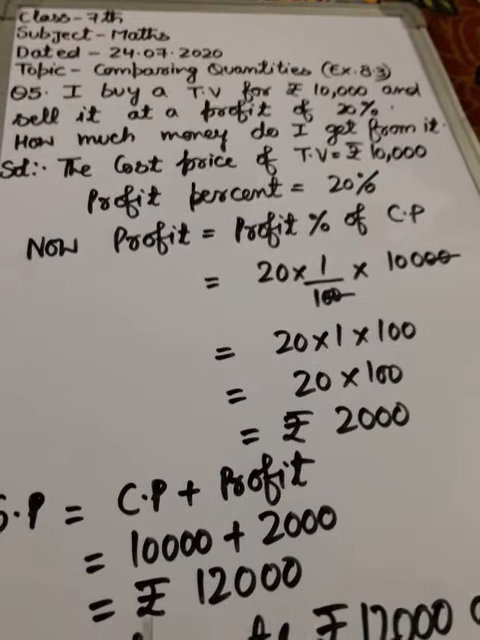 Class-7th
Subject-Maths
Dated - 24.07.2020
Topic - Comparing Quantities (Ex. 8.3)
Q5. I buy a T.V for ₹ 10,000 and
sell it at a profit of 20%.
How much money do I get from it.
Sol:- The Cost price of T.V = ₹ 10,000
Profit percent = 20%
Now Profit = Profit % of C.P
= 20 × 1/100 × 10000
= 20×1×100
= 20×100
= ₹ 2000
S.P = C.P + Profit
= 10000 + 2000
= ₹ 12000
₹ 12000